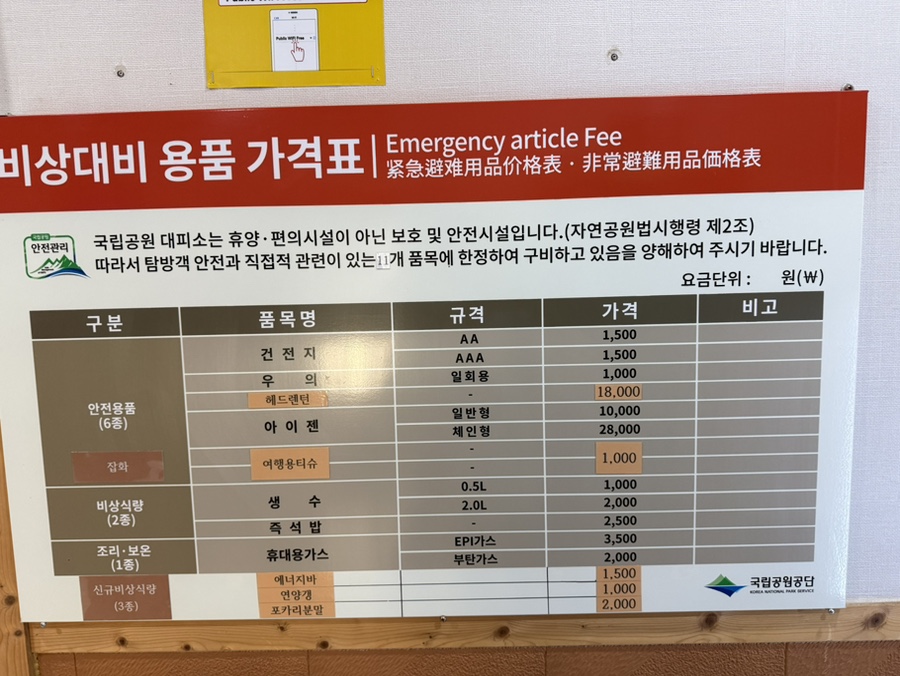 Public WiFi Free
비상대비 용품 가격표 | Emergency article Fee
紧急避难用品价格表 · 非常避難用品価格表
국립공원
안전관리
국립공원 대피소는 휴양·편의시설이 아닌 보호 및 안전시설입니다.(자연공원법시행령 제2조)
따라서 탐방객 안전과 직접적 관련이 있는 11개 품목에 한정하여 구비하고 있음을 양해하여 주시기 바랍니다.
요금단위 : 원(₩)
구분 품목명 규격 가격 비고
안전용품
(6종)
건 전 지 AA 1,500
AAA 1,500
우 의 일회용 1,000
헤드렌턴 - 18,000
아 이 젠 일반형 10,000
체인형 28,000
잡화 여행용티슈 - 1,000
-
비상식량
(2종)
생 수 0.5L 1,000
2.0L 2,000
즉 석 밥 - 2,500
조리·보온
(1종)
휴대용가스 EPI가스 3,500
부탄가스 2,000
신규비상식량
(3종)
에너지바 1,500
연양갱 1,000
포카리분말 2,000
국립공원공단
KOREA NATIONAL PARK SERVICE